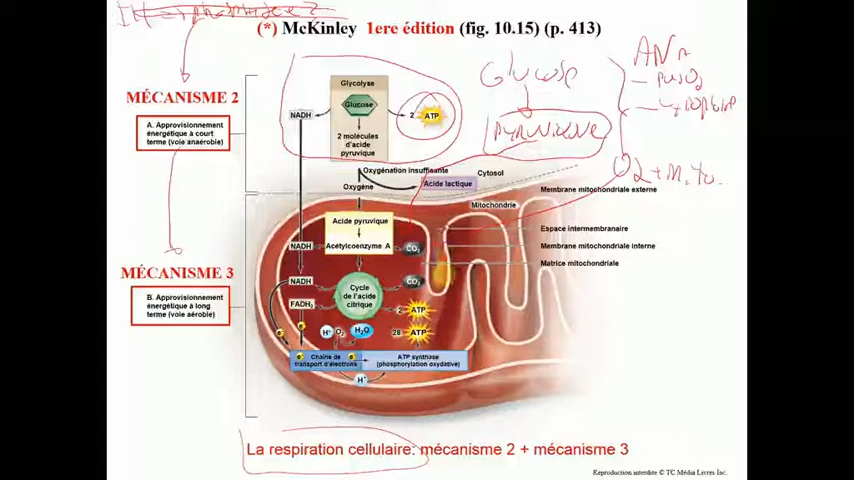 (*) McKinley 1ere édition (fig. 10.15) (p. 413)
MÉCANISME 2
A. Approvisionnement
énergétique à court
terme (voie anaérobie)
Glycolyse
Glucose
NADH
2 ATP
2 molécules
d'acide
pyruvique
Glucose
PYRUVIQUE
Oxygénation insuffisante
Oxygène
Acide lactique
Cytosol
Membrane mitochondriale externe
Mitochondrie
Espace intermembranaire
Membrane mitochondriale interne
Matrice mitochondriale
MÉCANISME 3
B. Approvisionnement
énergétique à long
terme (voie aérobie)
Acide pyruvique
NADH
Acétylcoenzyme A
CO2
NADH
CO2
Cycle
de l'acide
citrique
FADH2
2 ATP
e-
e-
H+
O2
H2O
28 ATP
e-
e-
Chaîne de
transport d'électrons
ATP synthase
(phosphorylation oxydative)
H+
La respiration cellulaire: mécanisme 2 + mécanisme 3
Reproduction interdite © TC Média Livres Inc.